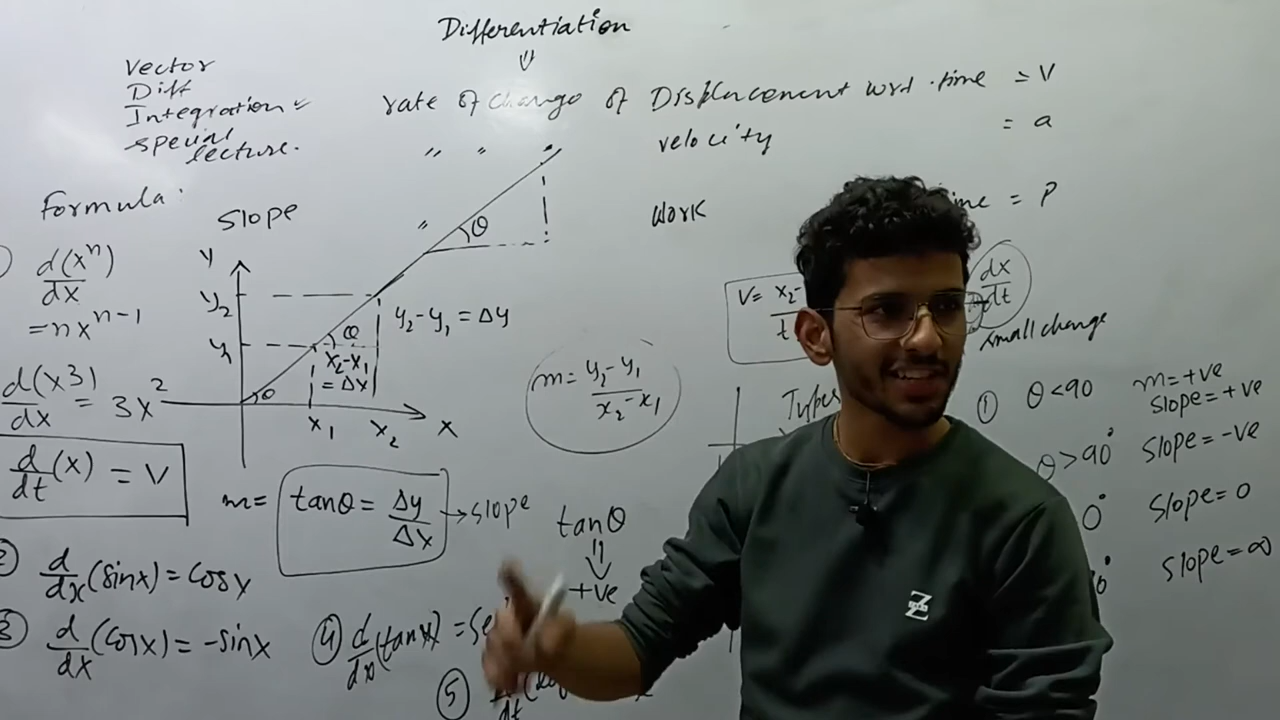 Differentiation
⇓
Vector
Diff
Integration
special
lecture.
rate of change of Displacement wrt. time = V
" " velocity = a
" Work time = P
Formula:
d(xⁿ)/dx
= nxⁿ⁻¹
d(x³)/dx = 3x²
d/dt (x) = V
② d/dx (sinx) = Cosx
③ d/dx (Cosx) = -sinx
④ d/dx (tanx) =
⑤
Slope
Y
y₂
y₁
θ
θ
θ
y₂-y₁ = Δy
x₂-x₁
= Δx
x₁ x₂ X
m = y₂-y₁/x₂-x₁
m = tanθ = Δy/Δx → slope
tanθ
⇓
+ve
V = x₂-
t
dx/dt
small change
Types
① θ<90 m=+ve
slope=+ve
θ>90° slope=-ve
0° slope=0
slope=∞
Z